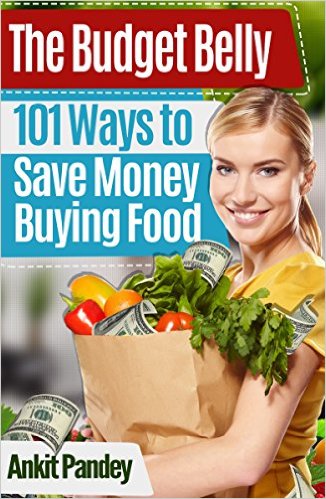 The Budget Belly
101 Ways to
Save Money
Buying Food
Ankit Pandey